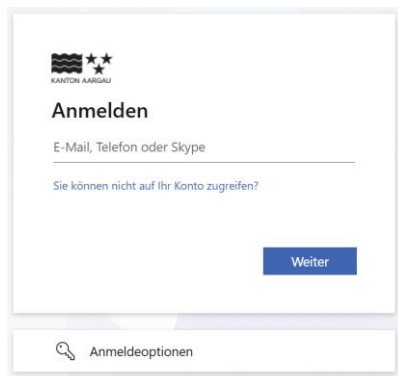 KANTON AARGAU
Anmelden
E-Mail, Telefon oder Skype
Sie können nicht auf Ihr Konto zugreifen?
Weiter
Anmeldeoptionen